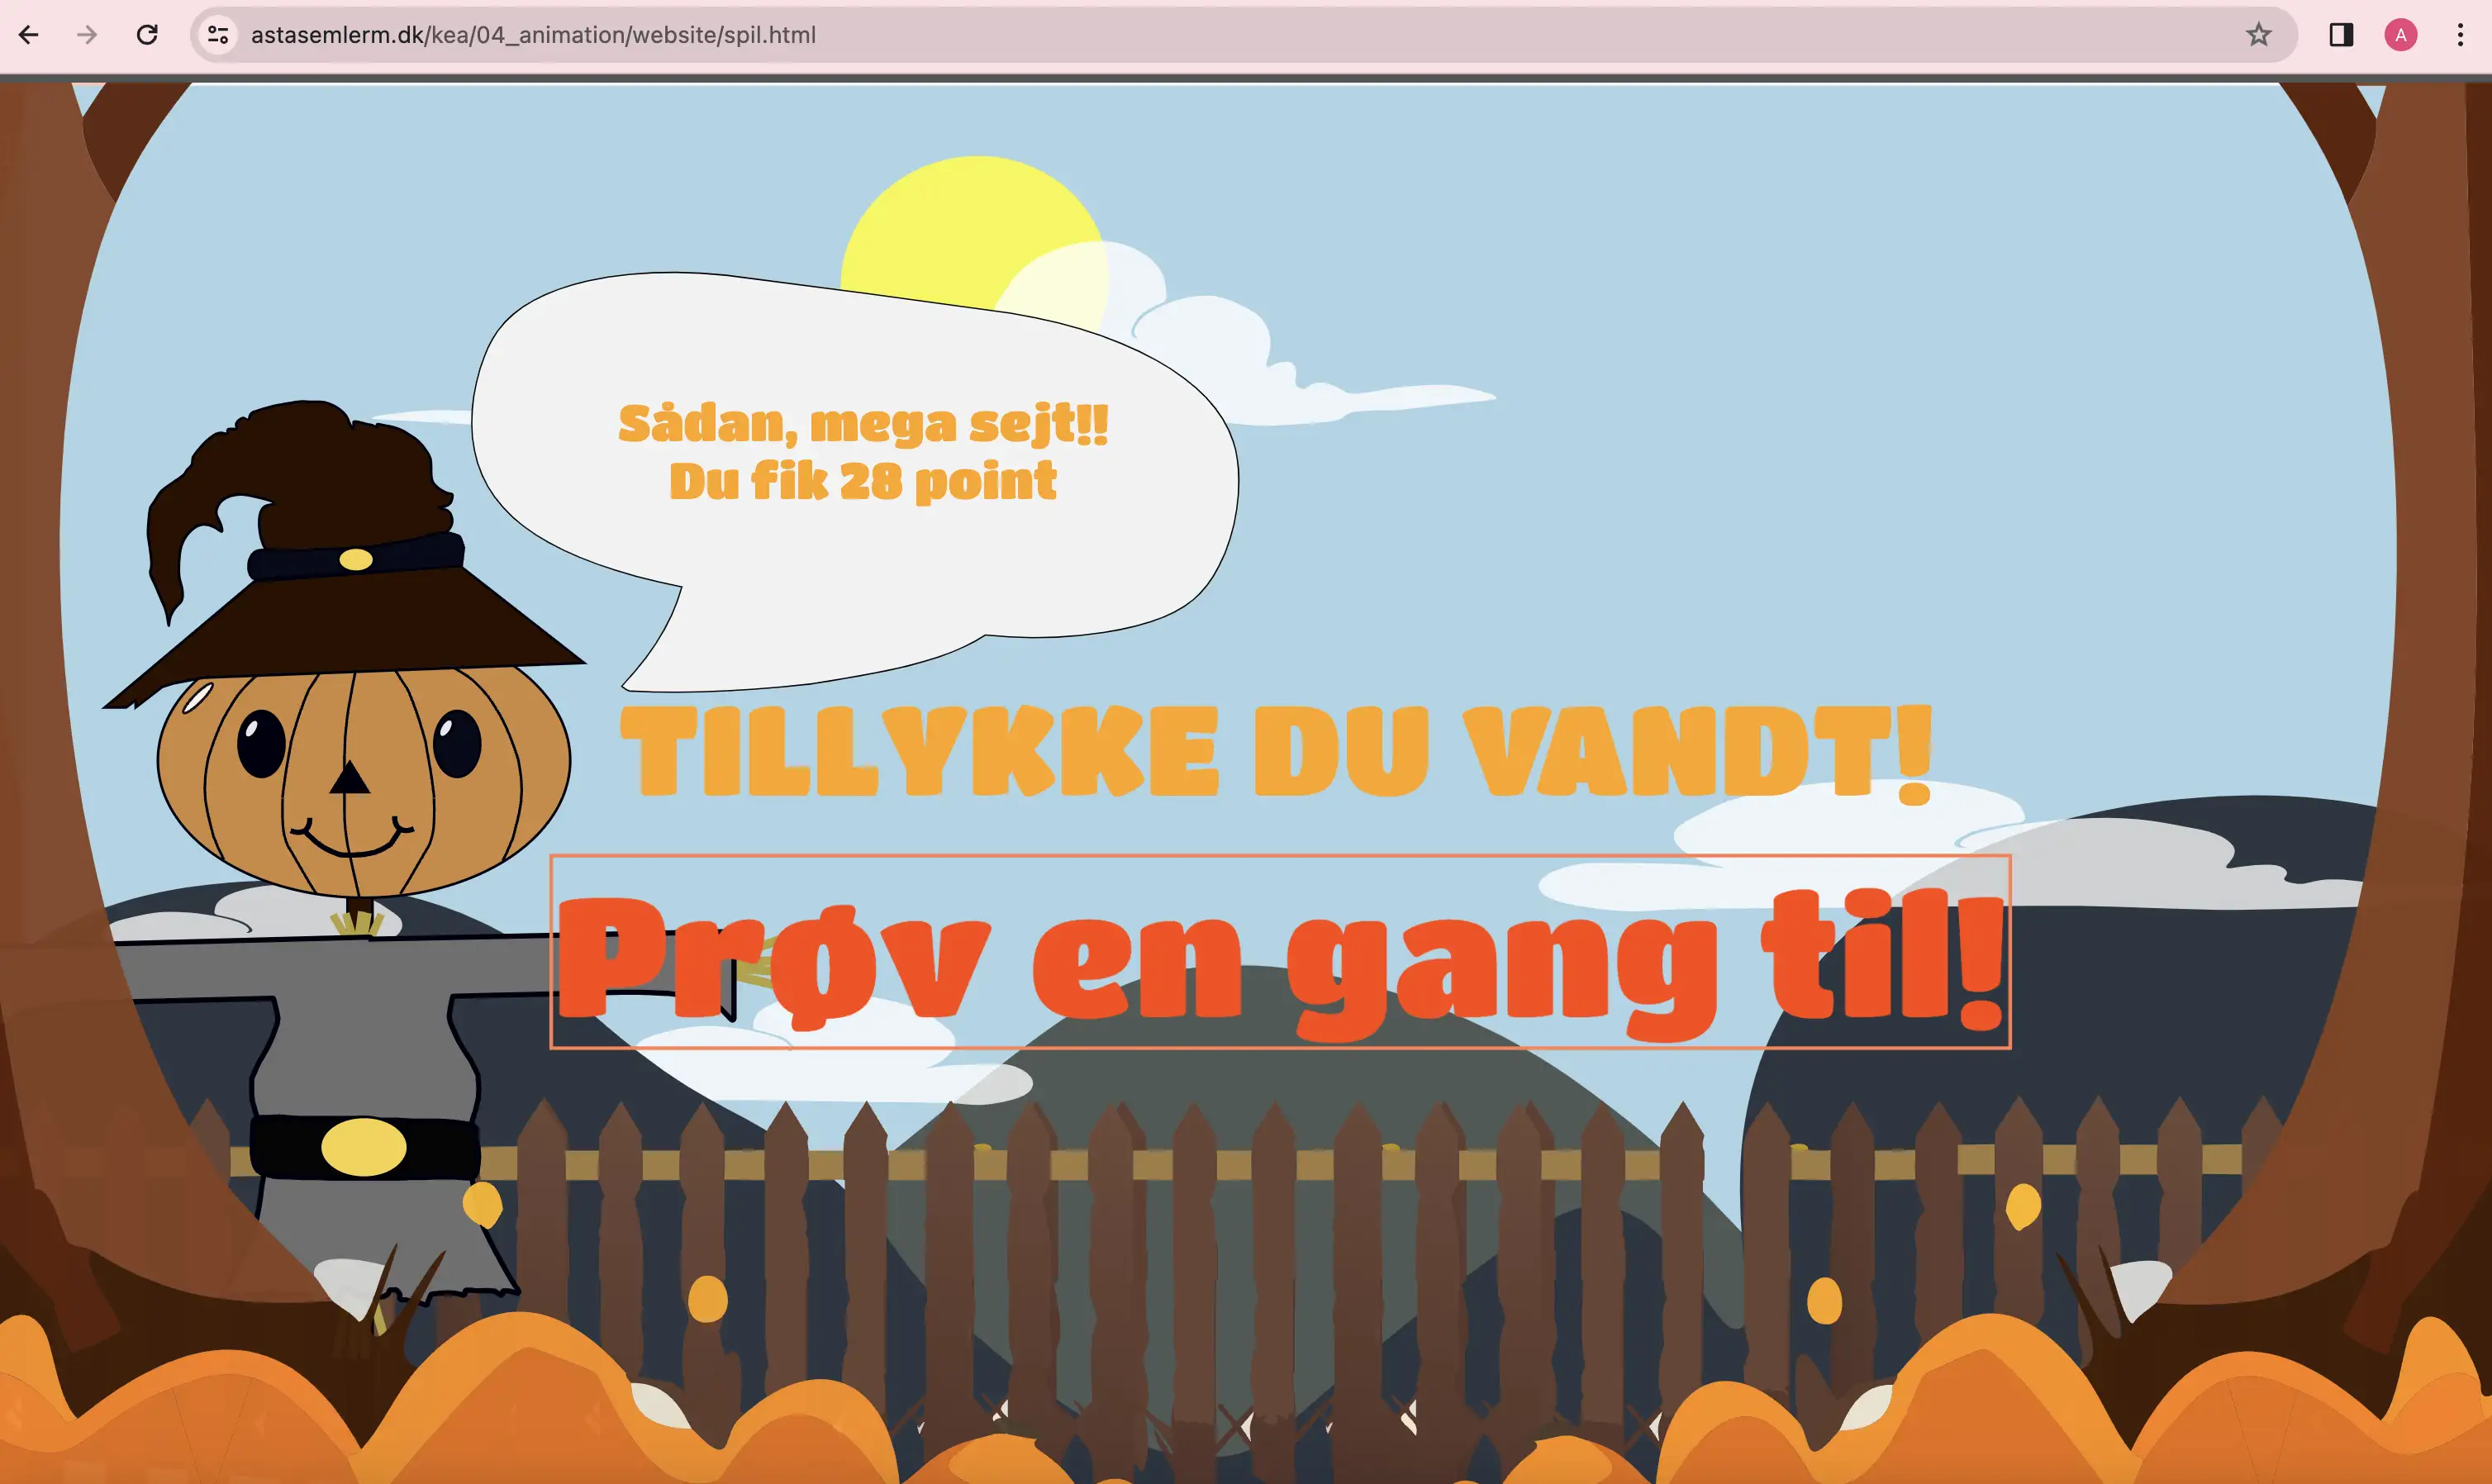 astasemlerm.dk/kea/04_animation/website/spil.html
A
Sådan, mega sejt!!
Du fik 28 point
TILLYKKE DU VANDT!
Prøv en gang til!